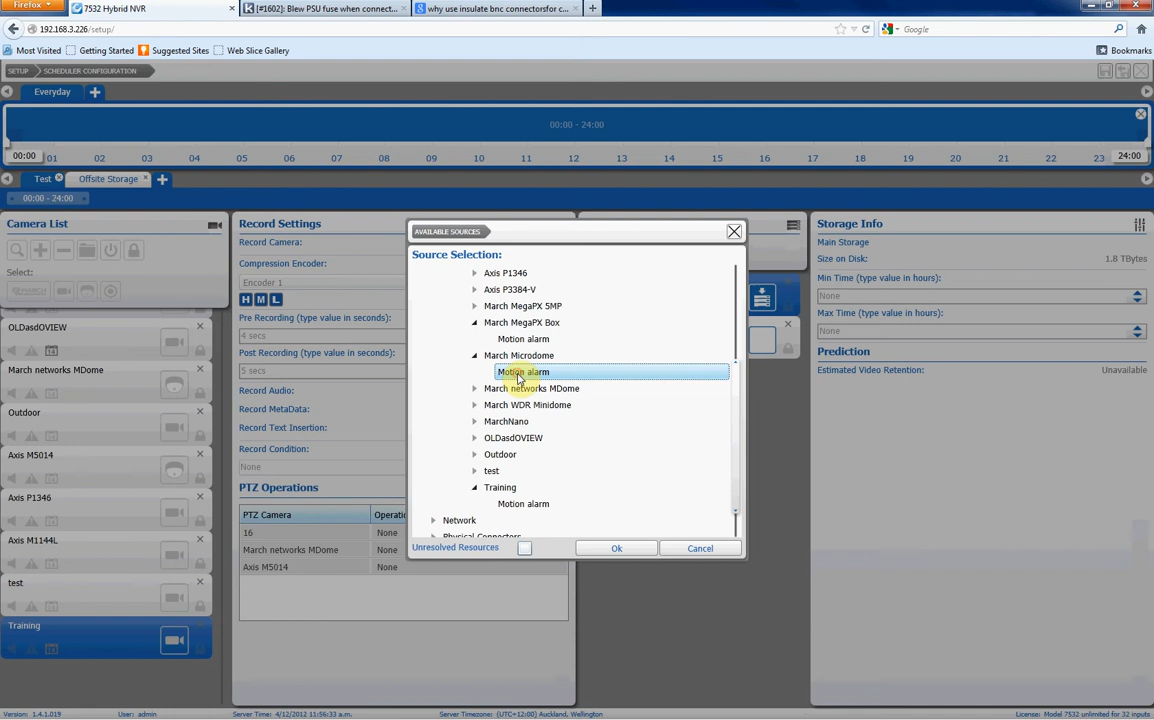 Firefox
7532 Hybrid NVR
[#1602]: Blew PSU fuse when connect...
why use insulate bnc connectorsfor c...
192.168.3.226/setup/
Google
Most Visited
Getting Started
Suggested Sites
Web Slice Gallery
Bookmarks
SETUP
SCHEDULER CONFIGURATION
Everyday
00:00 - 24:00
00:00 01 02 03 04 05 06 07 08 09 10 11 12 13 14 15 16 17 18 19 20 21 22 23 24:00
Test
Offsite Storage
00:00 - 24:00
Camera List
Select:
MARCH
OLDasdOVIEW
March networks MDome
Outdoor
Axis M5014
Axis P1346
Axis M1144L
test
Training
Record Settings
Record Camera:
Compression Encoder:
Encoder 1
H M L
Pre Recording (type value in seconds):
4 secs
Post Recording (type value in seconds):
5 secs
Record Audio:
Record MetaData:
Record Text Insertion:
Record Condition:
None
PTZ Operations
PTZ Camera
Operatio
16
None
March networks MDome
None
Axis M5014
None
AVAILABLE SOURCES
Source Selection:
Axis P1346
Axis P3384-V
March MegaPX 5MP
March MegaPX Box
Motion alarm
March Microdome
Motion alarm
March networks MDome
March WDR Minidome
MarchNano
OLDasdOVIEW
Outdoor
test
Training
Motion alarm
Network
Physical Connectors
Unresolved Resources
Ok
Cancel
Storage Info
Main Storage
Size on Disk:
1.8 TBytes
Min Time (type value in hours):
None
Max Time (type value in hours):
None
Prediction
Estimated Video Retention:
Unavailable
Version: 1.4.1.019
User: admin
Server Time: 4/12/2012 11:56:33 a.m.
Server Timezone: (UTC+12:00) Auckland, Wellington
License: Model 7532 unlimited for 32 inputs